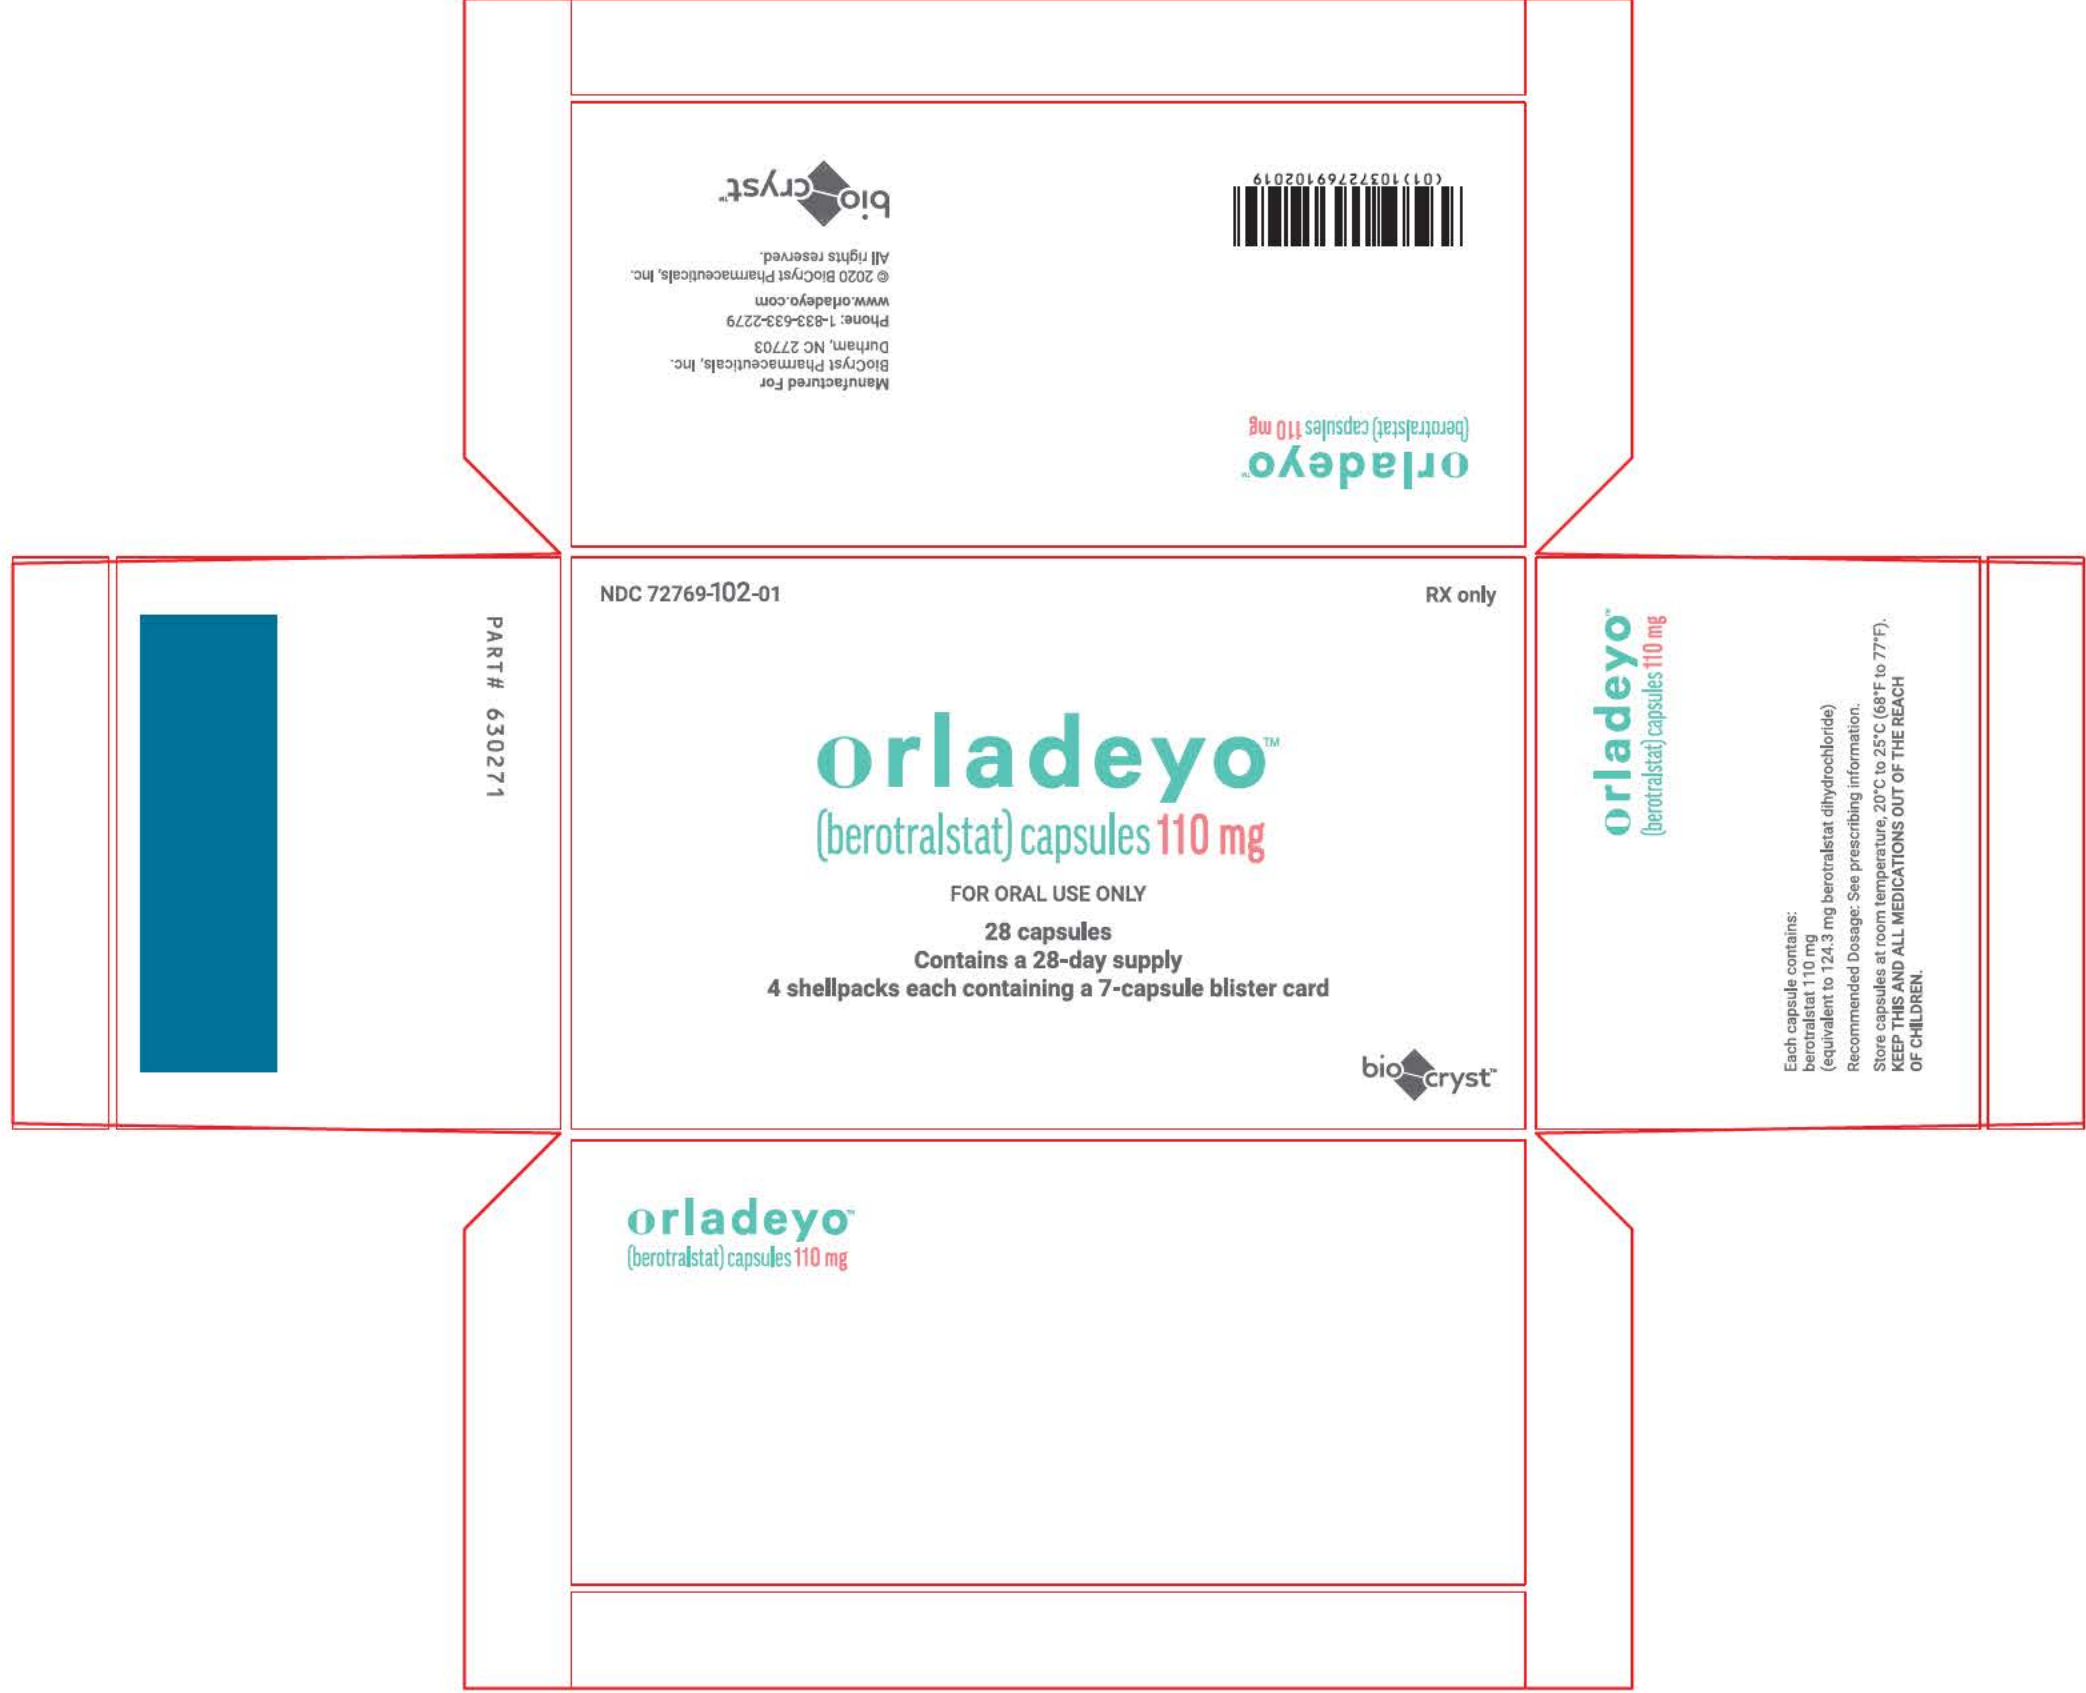 bio cryst™
All rights reserved.
© 2020 BioCryst Pharmaceuticals, Inc.
www.orladeyo.com
Phone: 1-833-633-2279
Durham, NC 27703
BioCryst Pharmaceuticals, Inc.
Manufactured For
(01)10372769102019
(berotralstat) capsules 110 mg
orladeyo™
PART# 630271
NDC 72769-102-01
RX only
orladeyo™
(berotralstat) capsules 110 mg
FOR ORAL USE ONLY
28 capsules
Contains a 28-day supply
4 shellpacks each containing a 7-capsule blister card
bio cryst™
orladeyo™
(berotralstat) capsules 110 mg
Each capsule contains:
berotralstat 110 mg
(equivalent to 124.3 mg berotralstat dihydrochloride)
Recommended Dosage: See prescribing information.
Store capsules at room temperature, 20°C to 25°C (68°F to 77°F).
KEEP THIS AND ALL MEDICATIONS OUT OF THE REACH
OF CHILDREN.
orladeyo™
(berotralstat) capsules 110 mg